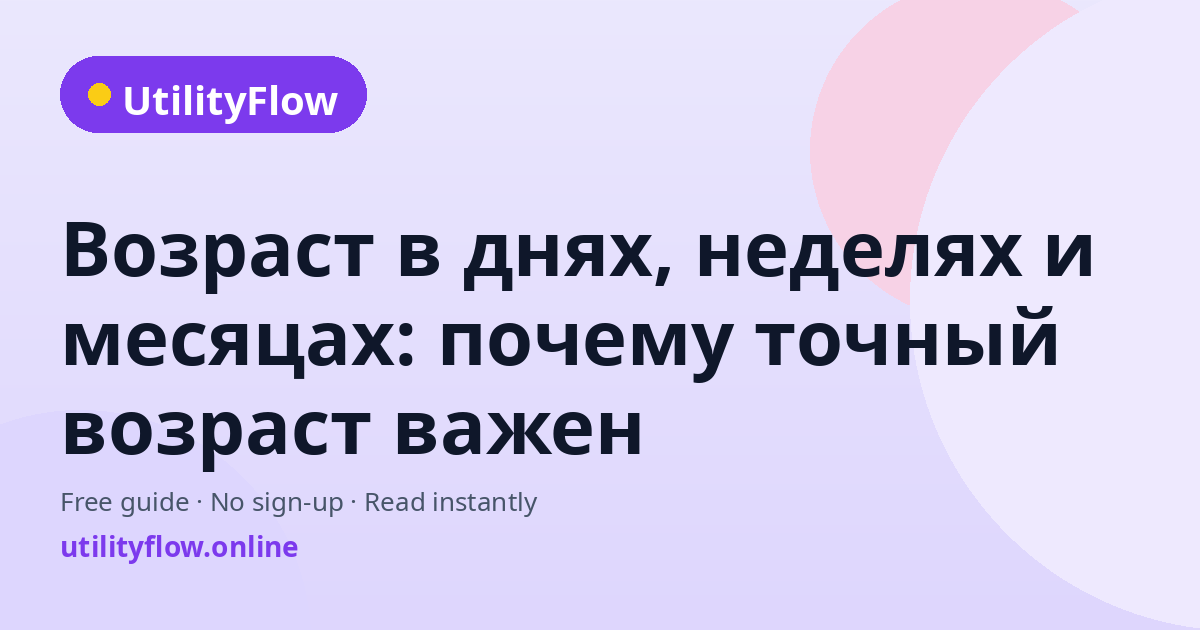 UtilityFlow
Возраст в днях, неделях и
месяцах: почему точный
возраст важен
Free guide · No sign-up · Read instantly
utilityflow.online